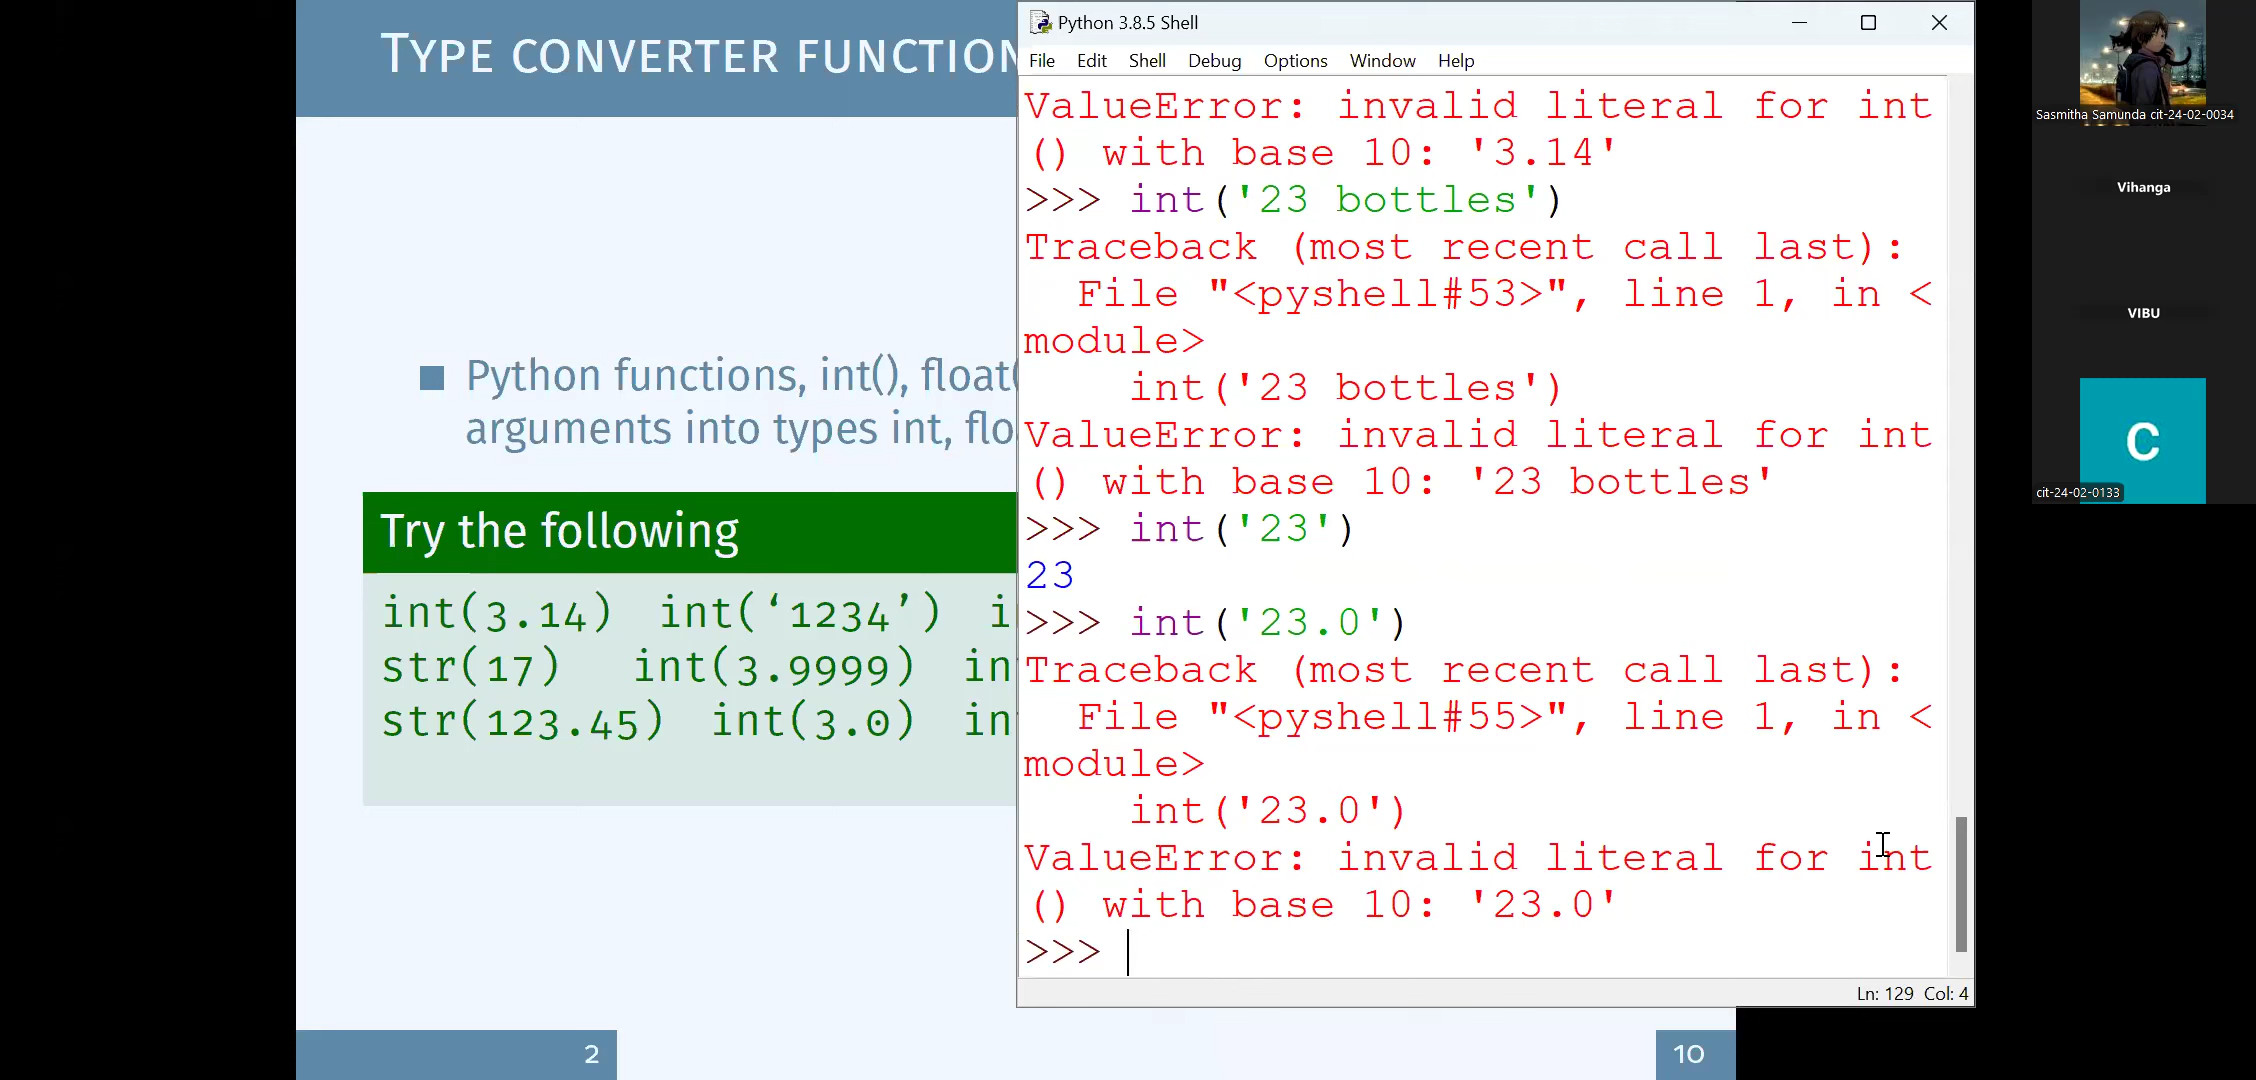 TYPE CONVERTER FUNCTION
Python functions, int(), float(
arguments into types int, flo
Try the following
int(3.14) int(‘1234’) i
str(17) int(3.9999) in
str(123.45) int(3.0) in
2
10
Python 3.8.5 Shell
File Edit Shell Debug Options Window Help
ValueError: invalid literal for int
() with base 10: '3.14'
>>> int('23 bottles')
Traceback (most recent call last):
  File "<pyshell#53>", line 1, in <
module>
    int('23 bottles')
ValueError: invalid literal for int
() with base 10: '23 bottles'
>>> int('23')
23
>>> int('23.0')
Traceback (most recent call last):
  File "<pyshell#55>", line 1, in <
module>
    int('23.0')
ValueError: invalid literal for int
() with base 10: '23.0'
>>>
Ln: 129 Col: 4
Sasmitha Samunda cit-24-02-0034
Vihanga
VIBU
C
cit-24-02-0133